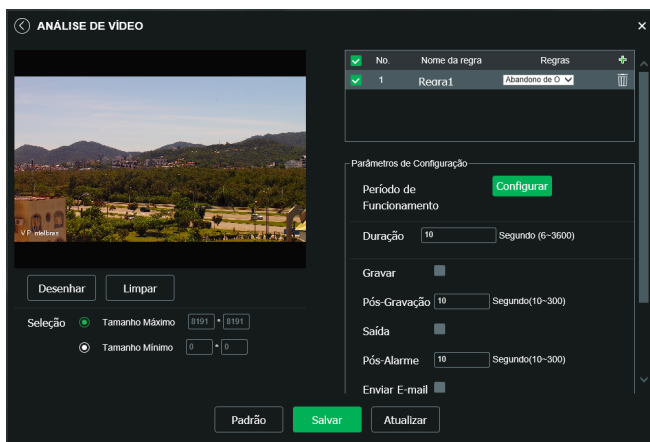 ANÁLISE DE VÍDEO
No. Nome da regra Regras
1 Regra1 Abandono de O
VIP Intelbras
Desenhar Limpar
Seleção Tamanho Máximo 8191 * 8191
Tamanho Mínimo 0 * 0
Parâmetros de Configuração
Período de
Funcionamento
Configurar
Duração 10 Segundo (6~3600)
Gravar
Pós-Gravação 10 Segundo(10~300)
Saída
Pós-Alarme 10 Segundo(10~300)
Enviar E-mail
Padrão Salvar Atualizar